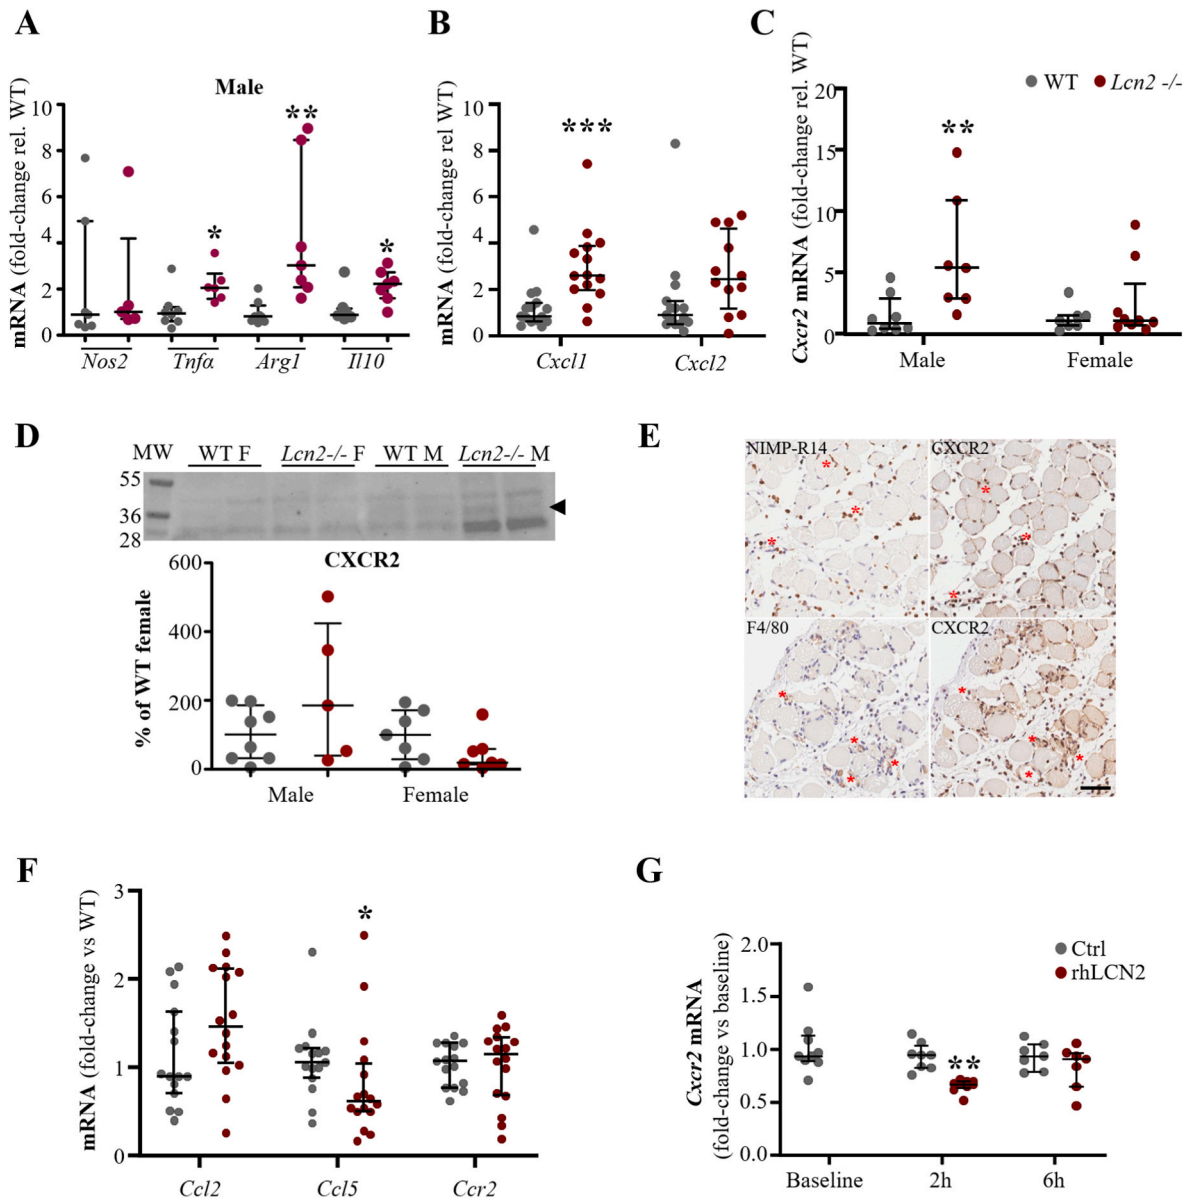 A
Male
mRNA (fold-change rel. WT)
10
8
6
4
2
0
*
**
*
Nos2 Tnfα Arg1 Il10
B
mRNA (fold-change rel WT)
10
8
6
4
2
0
***
Cxcl1 Cxcl2
C
Cxcr2 mRNA (fold-change rel. WT)
WT Lcn2 -/-
20
15
10
5
0
**
Male Female
D
MW WT F Lcn2-/- F WT M Lcn2-/- M
55
36
28
CXCR2
% of WT female
600
400
200
0
Male Female
E
NIMP-R14 CXCR2
F4/80 CXCR2
F
mRNA (fold-change vs WT)
3
2
1
0
*
Ccl2 Ccl5 Ccr2
G
Cxcr2 mRNA
(fold-change vs baseline)
Ctrl
rhLCN2
2.0
1.5
1.0
0.5
0.0
**
Baseline 2h 6h